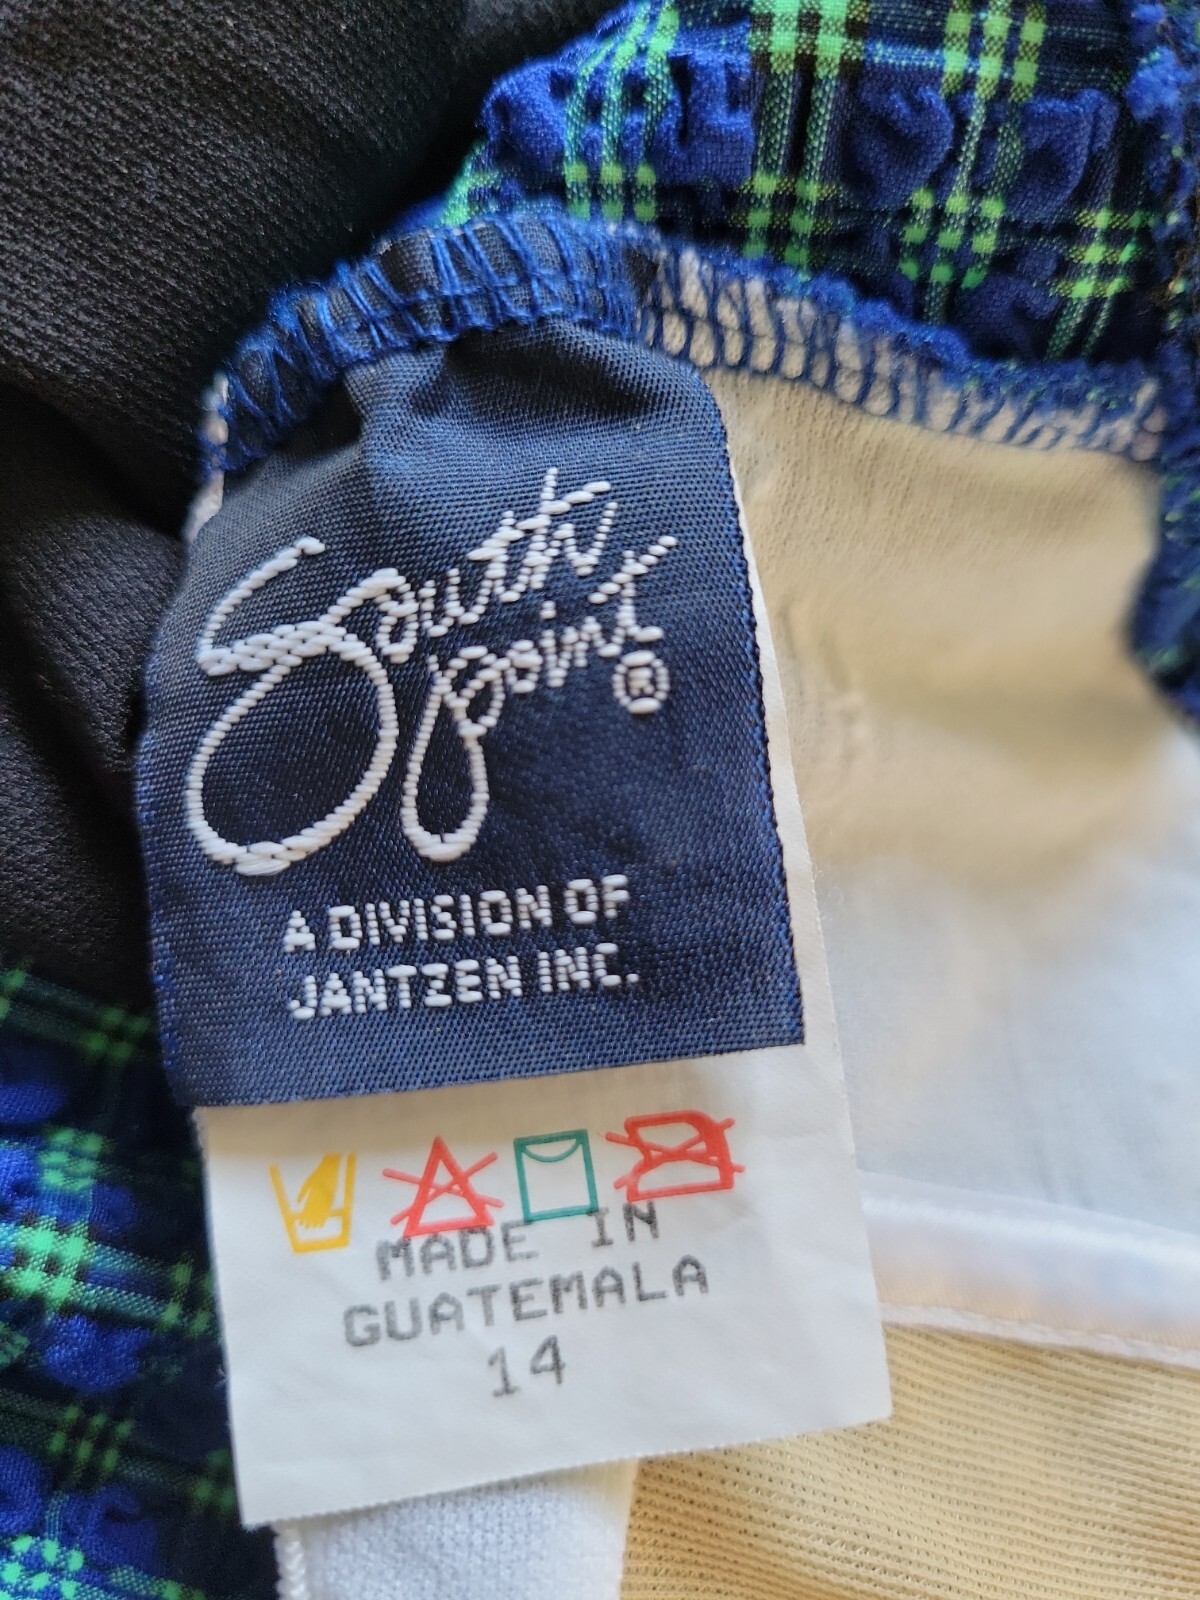 South
Point®
A DIVISION OF
JANTZEN INC.
MADE IN
GUATEMALA
14